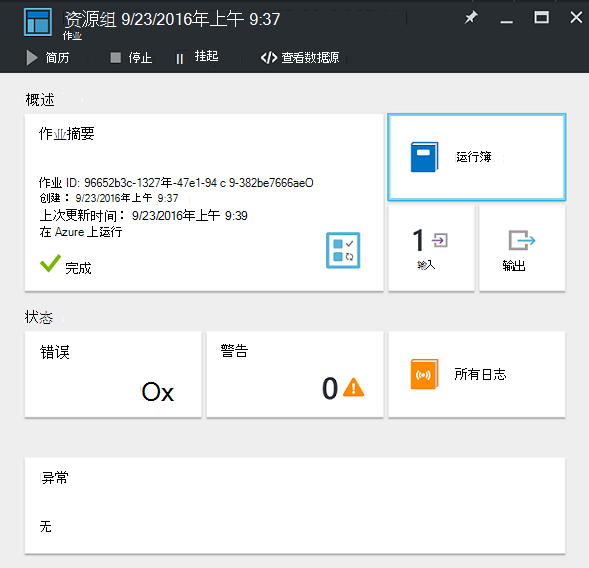 资源组 9/23/2016年上午 9:37
作业
简历
停止
挂起
查看数据源
概述
作业摘要
作业 ID: 96652b3c-1327年-47e1-94 c 9-382be7666aeO
创建： 9/23/2016年上午 9:37
上次更新时间： 9/23/2016年上午 9:39
在 Azure 上运行
完成
运行簿
1
输入
输出
状态
错误
Ox
警告
0
所有日志
异常
无